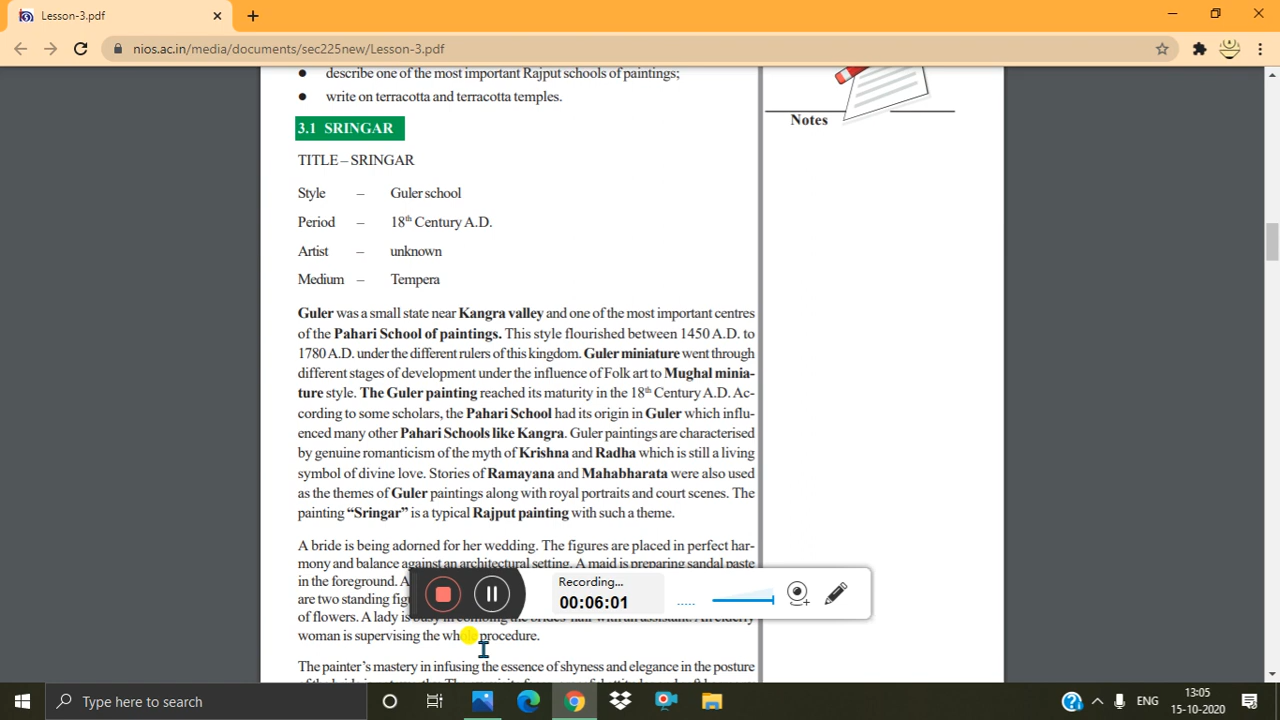 Lesson-3.pdf
nios.ac.in/media/documents/sec225new/Lesson-3.pdf
describe one of the most important Rajput schools of paintings;
write on terracotta and terracotta temples.
Notes
3.1 SRINGAR
TITLE – SRINGAR
Style – Guler school
Period – 18th Century A.D.
Artist – unknown
Medium – Tempera
Guler was a small state near Kangra valley and one of the most important centres
of the Pahari School of paintings. This style flourished between 1450 A.D. to
1780 A.D. under the different rulers of this kingdom. Guler miniature went through
different stages of development under the influence of Folk art to Mughal minia-
ture style. The Guler painting reached its maturity in the 18th Century A.D. Ac-
cording to some scholars, the Pahari School had its origin in Guler which influ-
enced many other Pahari Schools like Kangra. Guler paintings are characterised
by genuine romanticism of the myth of Krishna and Radha which is still a living
symbol of divine love. Stories of Ramayana and Mahabharata were also used
as the themes of Guler paintings along with royal portraits and court scenes. The
painting "Sringar" is a typical Rajput painting with such a theme.
A bride is being adorned for her wedding. The figures are placed in perfect har-
mony and balance against an architectural setting. A maid is preparing sandal paste
in the foreground. A
are two standing
of flowers. A lady is busy in combing the brides' hair with an assistant. An elderly
woman is supervising the whole procedure.
The painter's mastery in infusing the essence of shyness and elegance in the posture
Recording...
00:06:01
Type here to search
ENG
13:05
15-10-2020